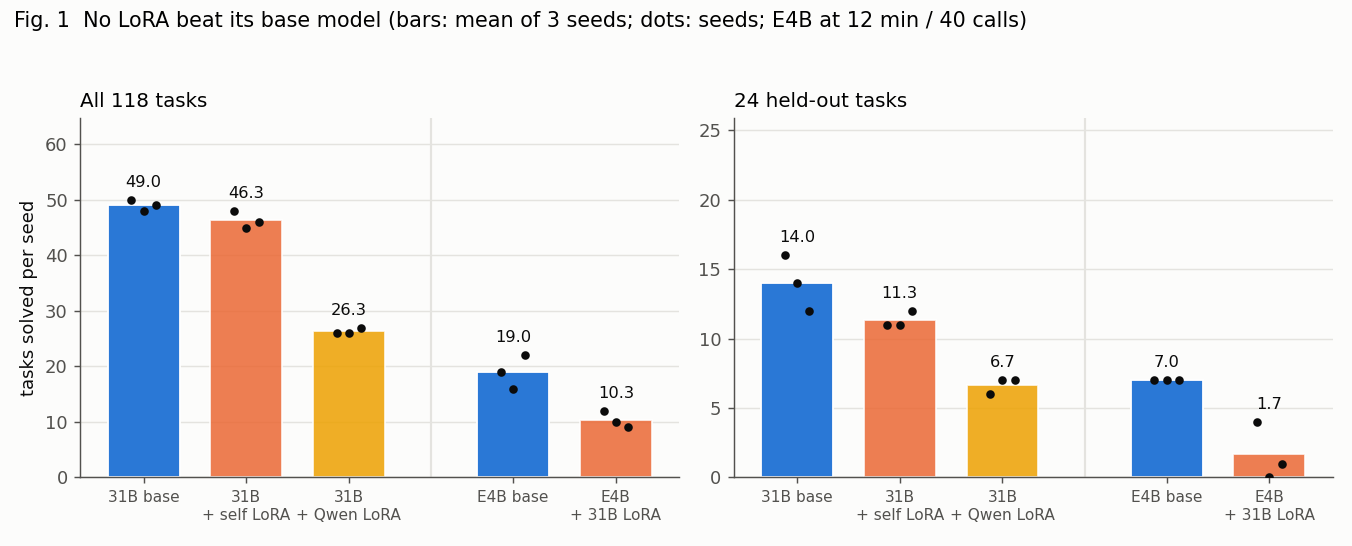 Fig. 1  No LoRA beat its base model (bars: mean of 3 seeds; dots: seeds; E4B at 12 min / 40 calls)
All 118 tasks
tasks solved per seed
60
50
40
30
20
10
0
49.0
46.3
26.3
19.0
10.3
31B base
31B
+ self LoRA
31B
+ Qwen LoRA
E4B base
E4B
+ 31B LoRA
24 held-out tasks
25
20
15
10
5
0
14.0
11.3
6.7
7.0
1.7
31B base
31B
+ self LoRA
31B
+ Qwen LoRA
E4B base
E4B
+ 31B LoRA